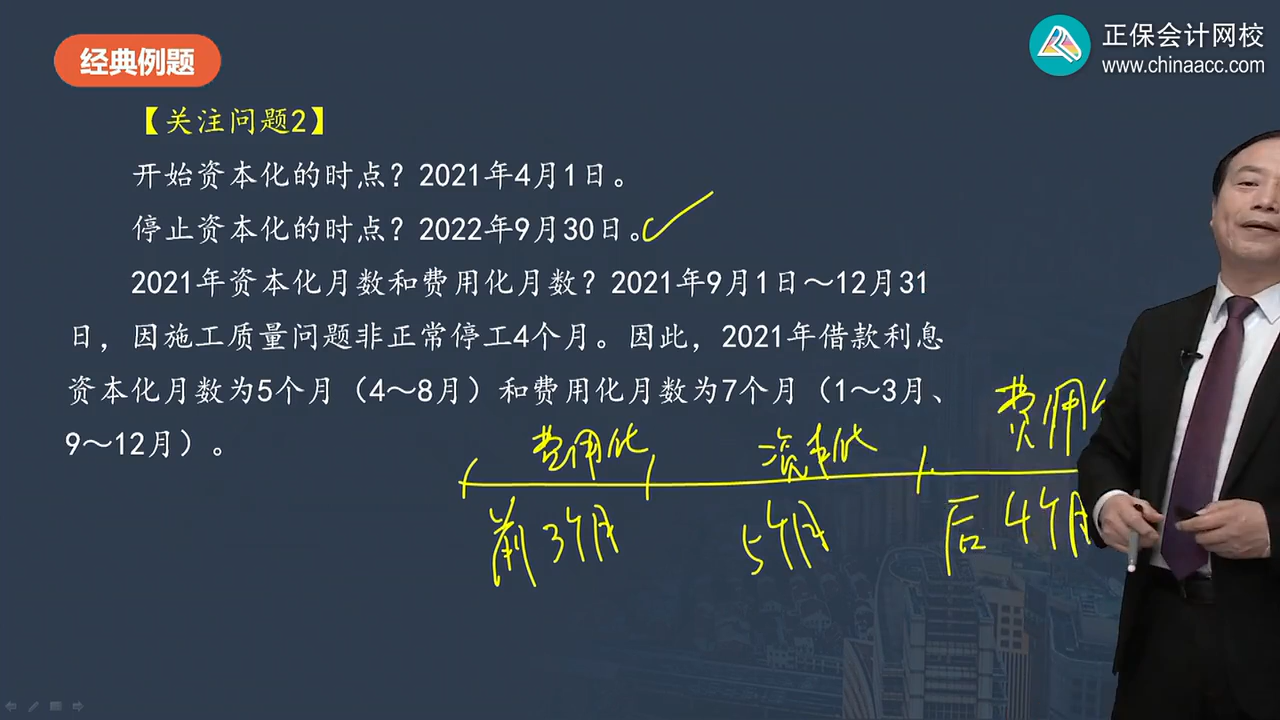 经典例题
正保会计网校
www.chinaacc.com
【关注问题2】
开始资本化的时点？2021年4月1日。
停止资本化的时点？2022年9月30日。
2021年资本化月数和费用化月数？2021年9月1日～12月31
日，因施工质量问题非正常停工4个月。因此，2021年借款利息
资本化月数为5个月（4～8月）和费用化月数为7个月（1～3月、
9～12月）。
费用化 资本化 费用
前3个月 5个月 后4个月